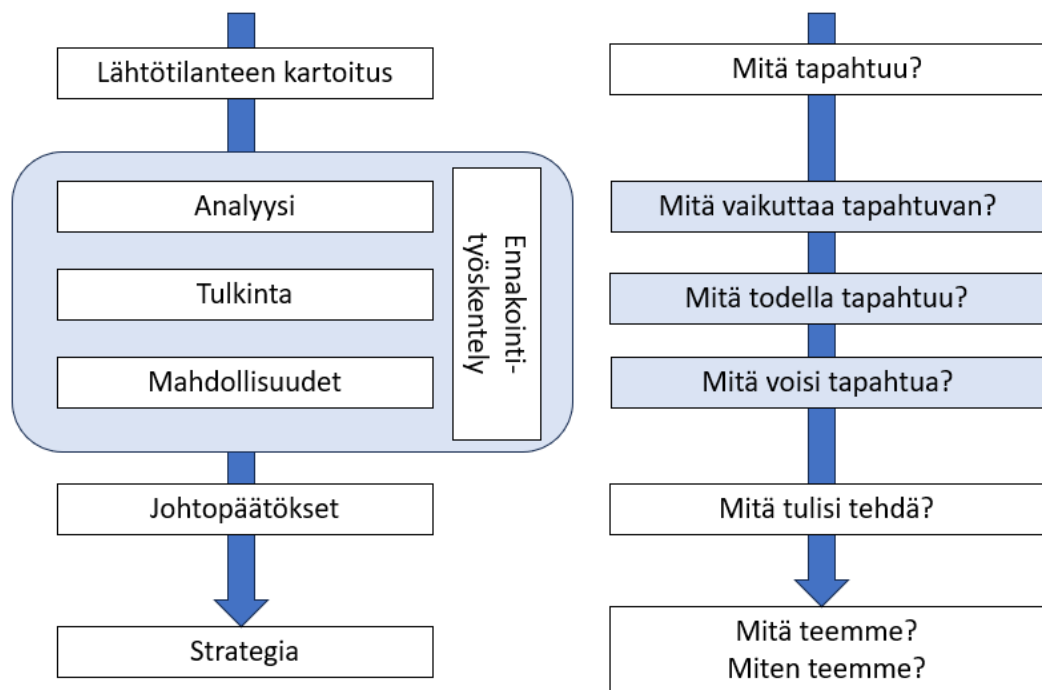 Lähtötilanteen kartoitus
Analyysi
Tulkinta
Mahdollisuudet
Ennakointi-
työskentely
Johtopäätökset
Strategia
Mitä tapahtuu?
Mitä vaikuttaa tapahtuvan?
Mitä todella tapahtuu?
Mitä voisi tapahtua?
Mitä tulisi tehdä?
Mitä teemme?
Miten teemme?